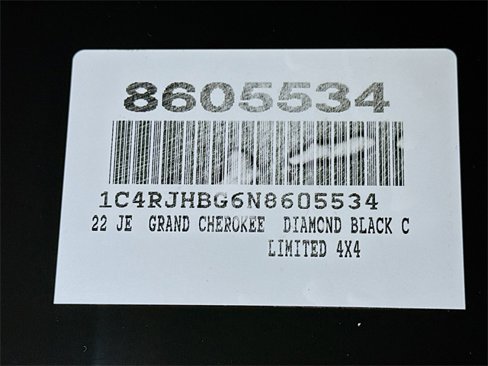 8605534
1C4RJHBG6N8605534
22 JE GRAND CHEROKEE DIAMOND BLACK C
LIMITED 4X4